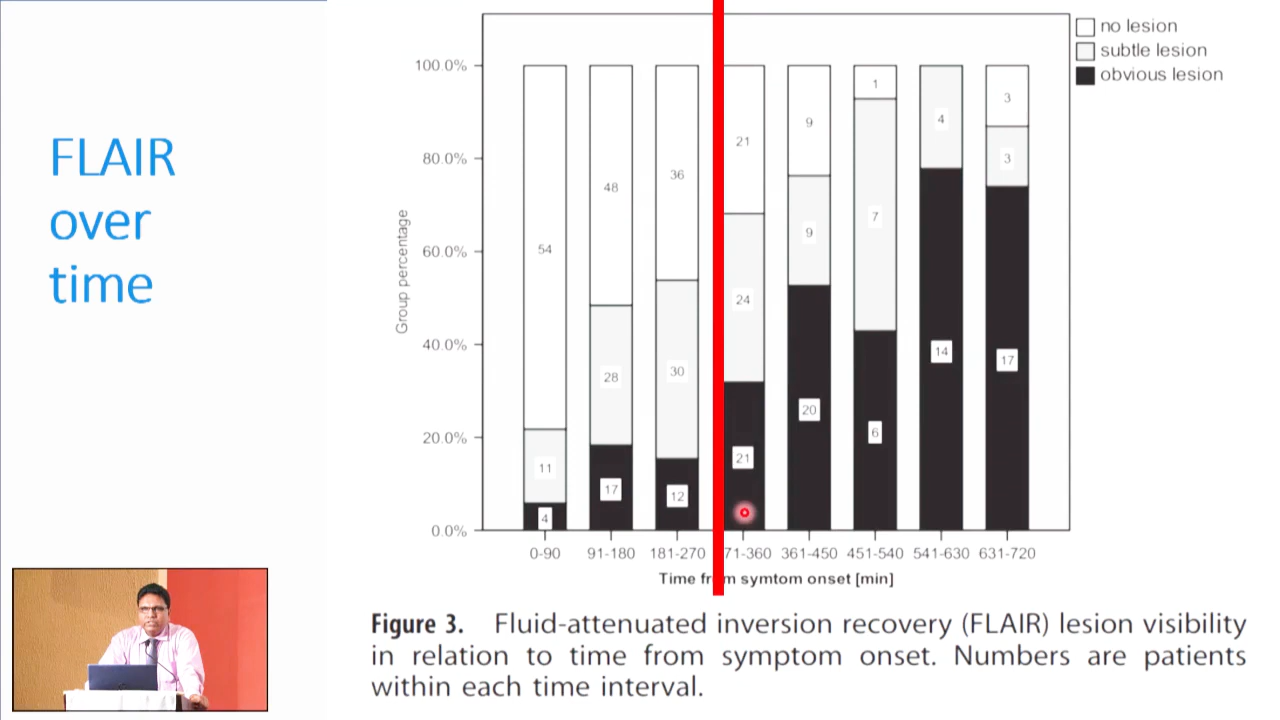 FLAIR
over
time
no lesion
subtle lesion
obvious lesion
Group percentage
100.0%
80.0%
60.0%
40.0%
20.0%
0.0%
54
11
4
48
28
17
36
30
12
21
24
21
9
9
20
1
7
6
4
14
3
3
17
0-90 91-180 181-270 71-360 361-450 451-540 541-630 631-720
Time fr m symtom onset [min]
Figure 3. Fluid-attenuated inversion recovery (FLAIR) lesion visibility
in relation to time from symptom onset. Numbers are patients
within each time interval.